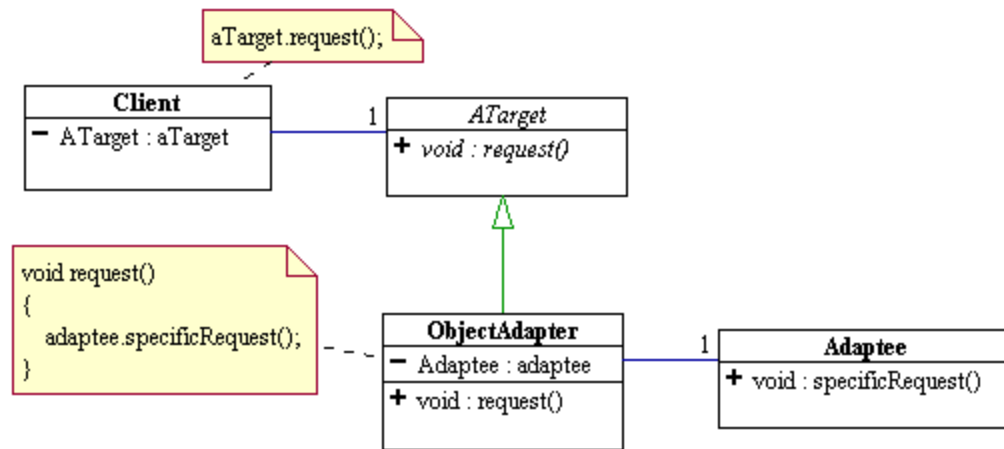 aTarget.request();
Client
− ATarget : aTarget
1
ATarget
+ void : request()
void request()
{
adaptee.specificRequest();
}
ObjectAdapter
− Adaptee : adaptee
+ void : request()
1
Adaptee
+ void : specificRequest()